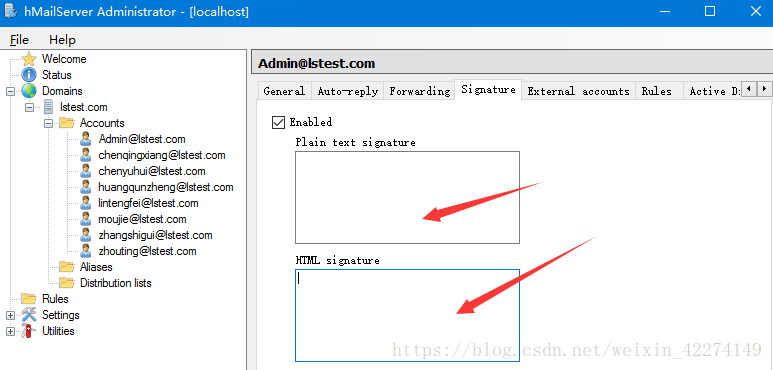 hMailServer Administrator - [localhost]
File Help
Welcome
Status
Domains
lstest.com
Accounts
Admin@lstest.com
chenqingxiang@lstest.com
chenyuhui@lstest.com
huangqunzheng@lstest.com
lintengfei@lstest.com
moujie@lstest.com
zhangshigui@lstest.com
zhouting@lstest.com
Aliases
Distribution lists
Rules
Settings
Utilities
Admin@lstest.com
General Auto-reply Forwarding Signature External accounts Rules Active D
Enabled
Plain text signature
HTML signature
https://blog.csdn.net/weixin_42274149